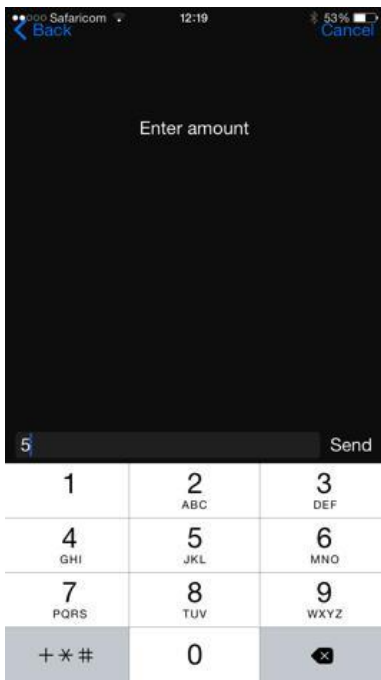 Safaricom 12:19 53%
Back Cancel
Enter amount
5 Send
1 2 3
ABC DEF
4 5 6
GHI JKL MNO
7 8 9
PQRS TUV WXYZ
+*# 0